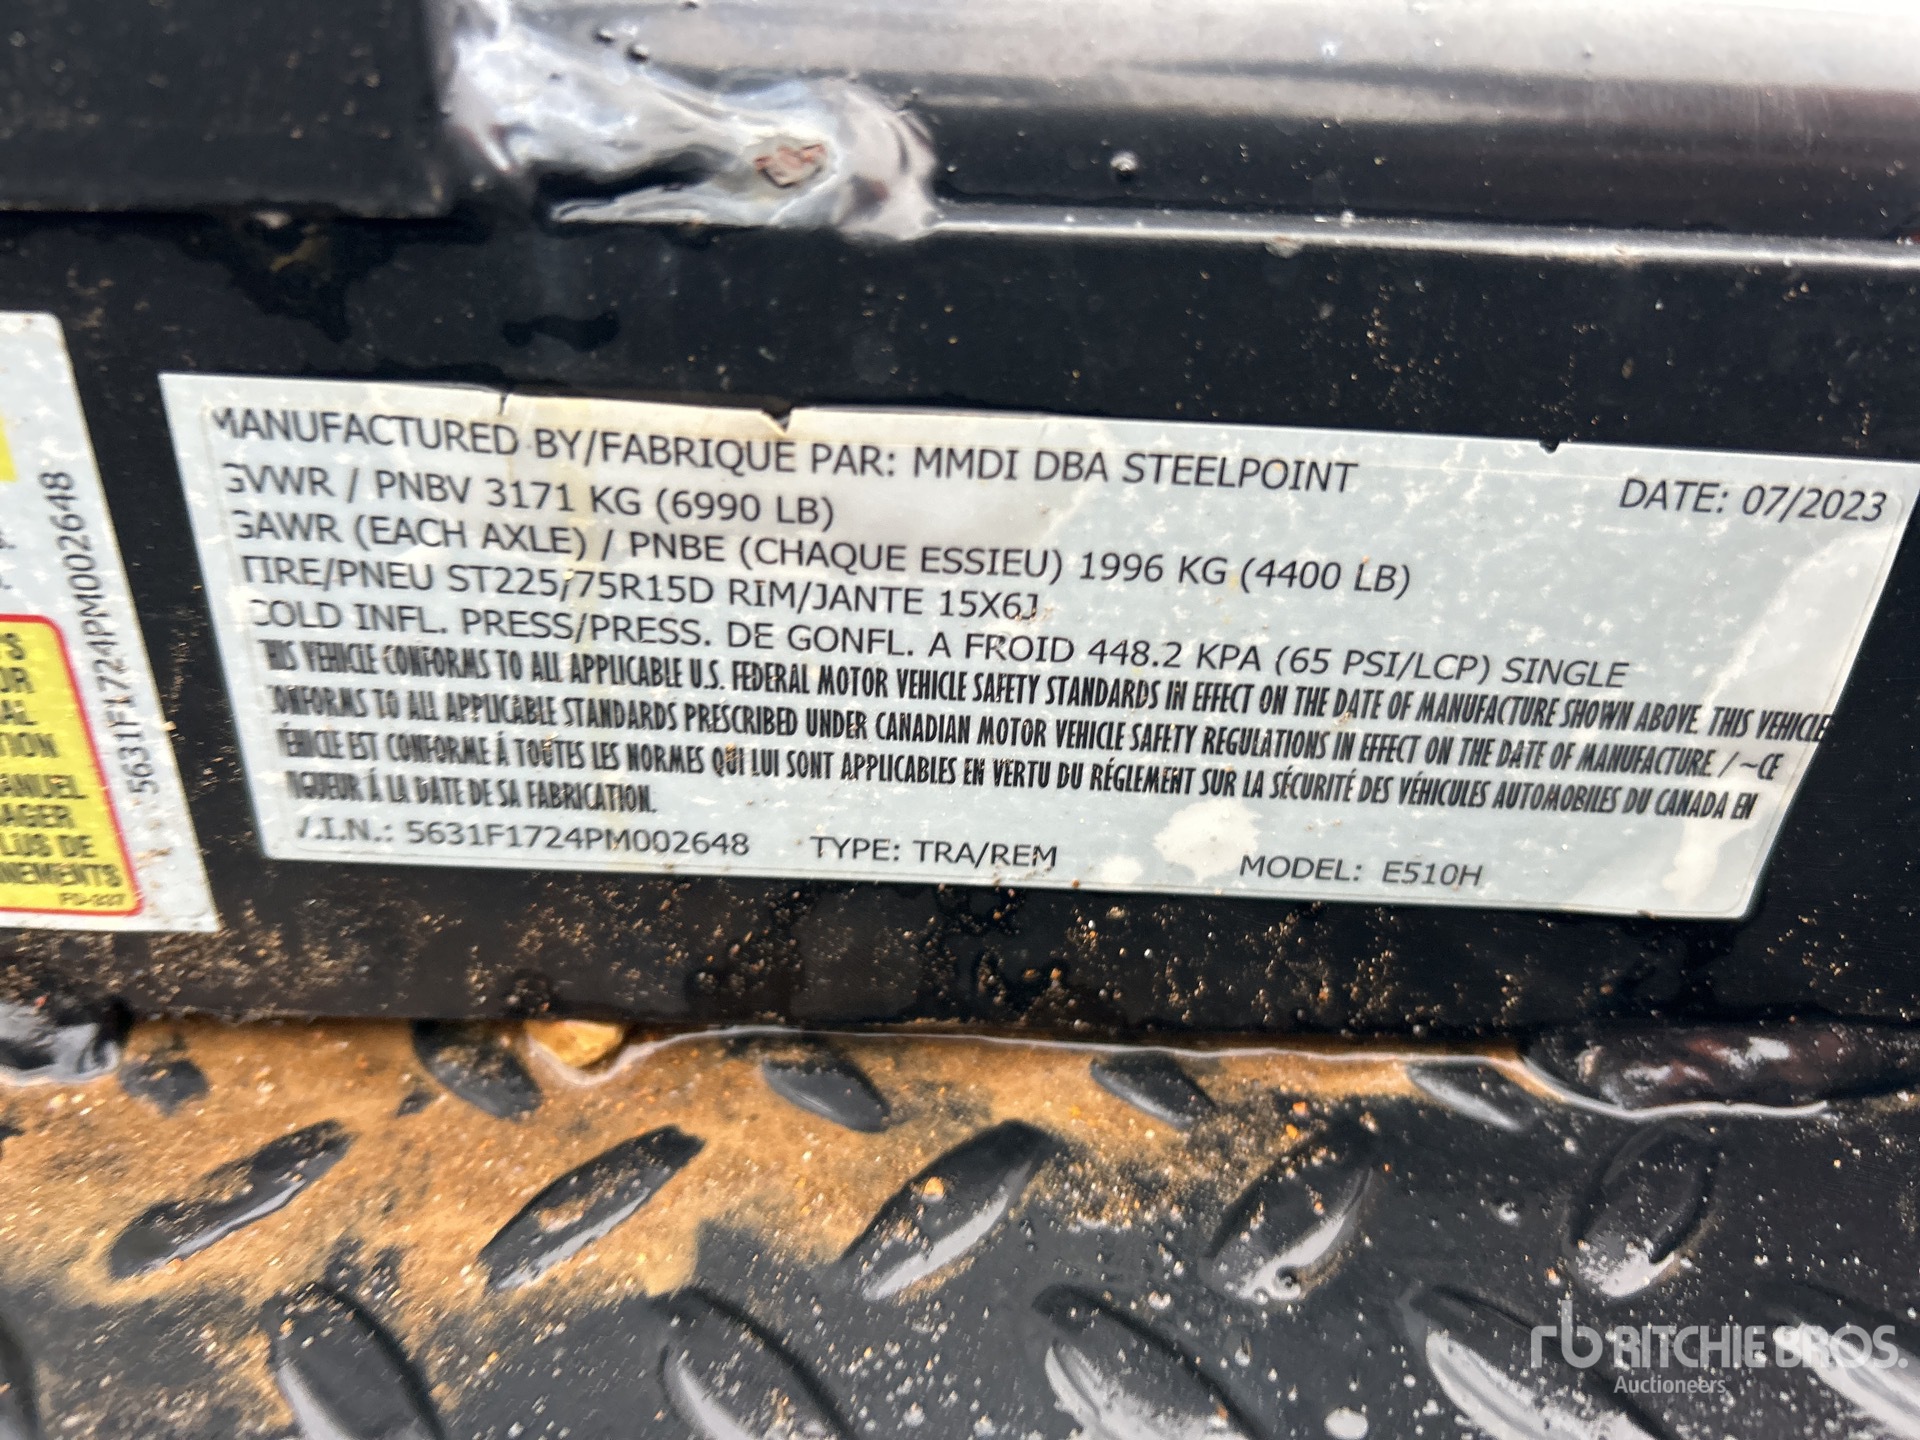 MANUFACTURED BY/FABRIQUE PAR: MMDI DBA STEELPOINT
DATE: 07/2023
GVWR / PNBV 3171 KG (6990 LB)
GAWR (EACH AXLE) / PNBE (CHAQUE ESSIEU) 1996 KG (4400 LB)
TIRE/PNEU ST225/75R15D RIM/JANTE 15X6J
COLD INFL. PRESS/PRESS. DE GONFL. A FROID 448.2 KPA (65 PSI/LCP) SINGLE
THIS VEHICLE CONFORMS TO ALL APPLICABLE U.S. FEDERAL MOTOR VEHICLE SAFETY STANDARDS IN EFFECT ON THE DATE OF MANUFACTURE SHOWN ABOVE. THIS VEHICLE
CONFORMS TO ALL APPLICABLE STANDARDS PRESCRIBED UNDER CANADIAN MOTOR VEHICLE SAFETY REGULATIONS IN EFFECT ON THE DATE OF MANUFACTURE / ~CE
VÉHICLE EST CONFORME Á TOUTES LES NORMES QUI LUI SONT APPLICABLES EN VERTU DU RÉGLEMENT SUR LA SÉCURITÉ DES VÉHICULES AUTOMOBILES DU CANADA EN
VIGUEUR Á LA DATE DE SA FABRICATION.
V.I.N.: 5631F1724PM002648 TYPE: TRA/REM MODEL: E510H
5631F1724PM002648
LUS DE
PG-337
rb RITCHIE BROS.
Auctioneers